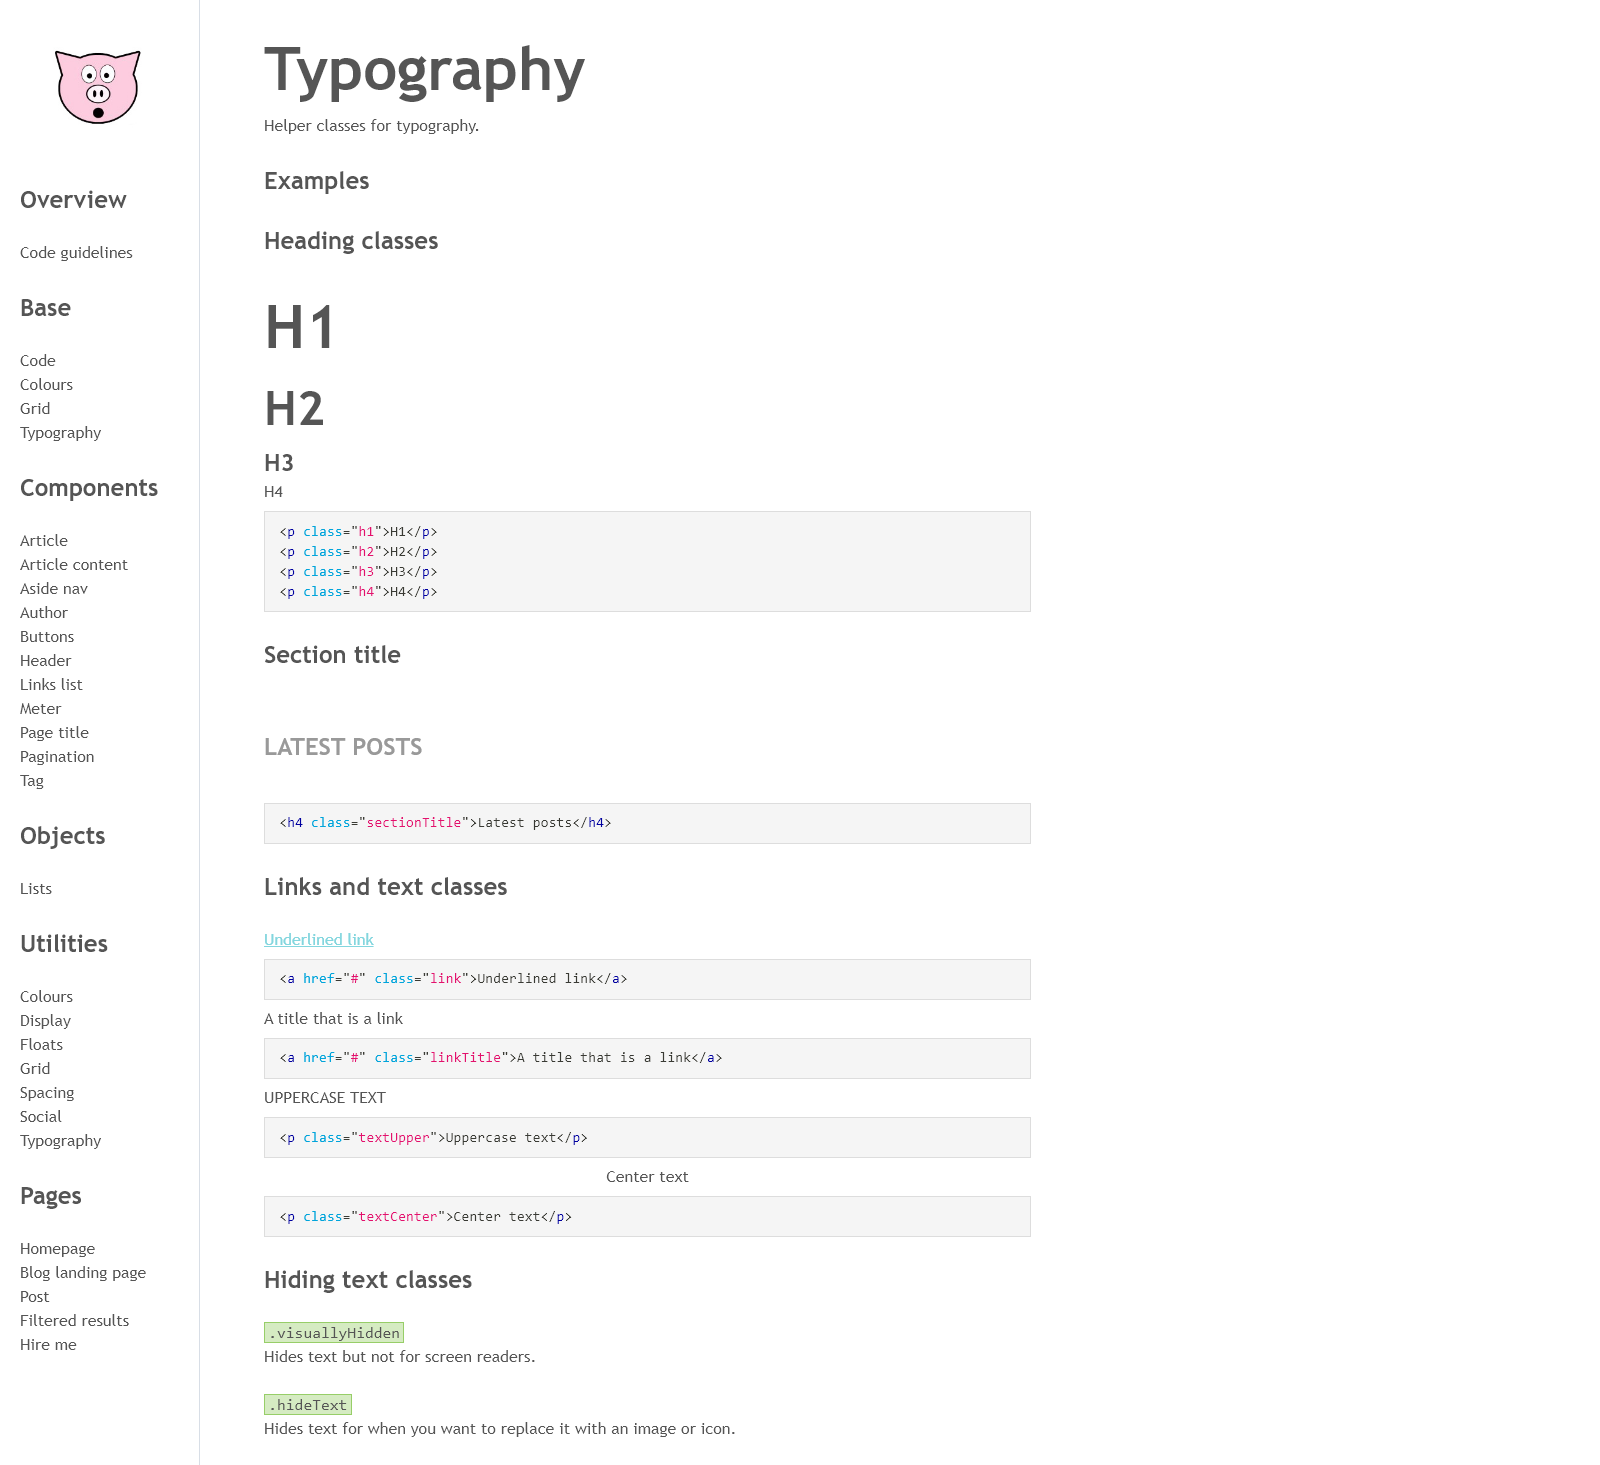 Overview
Code guidelines
Base
Code
Colours
Grid
Typography
Components
Article
Article content
Aside nav
Author
Buttons
Header
Links list
Meter
Page title
Pagination
Tag
Objects
Lists
Utilities
Colours
Display
Floats
Grid
Spacing
Social
Typography
Pages
Homepage
Blog landing page
Post
Filtered results
Hire me
Typography
Helper classes for typography.
Examples
Heading classes
H1
H2
H3
H4
<p class="h1">H1</p>
<p class="h2">H2</p>
<p class="h3">H3</p>
<p class="h4">H4</p>
Section title
LATEST POSTS
<h4 class="sectionTitle">Latest posts</h4>
Links and text classes
Underlined link
<a href="#" class="link">Underlined link</a>
A title that is a link
<a href="#" class="linkTitle">A title that is a link</a>
UPPERCASE TEXT
<p class="textUpper">Uppercase text</p>
Center text
<p class="textCenter">Center text</p>
Hiding text classes
.visuallyHidden
Hides text but not for screen readers.
.hideText
Hides text for when you want to replace it with an image or icon.